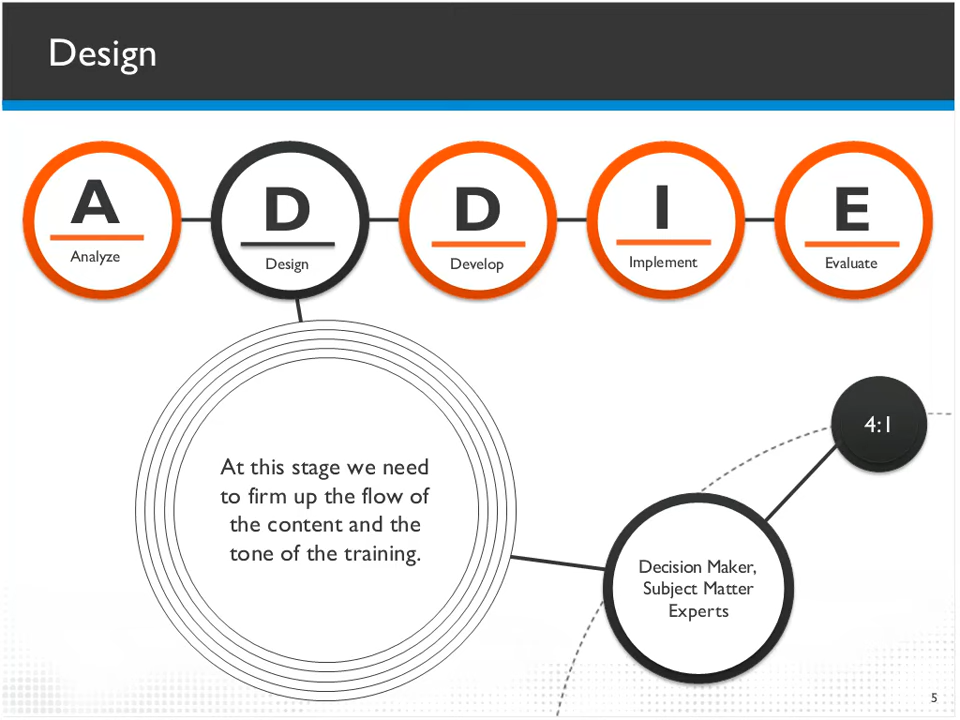 Design
A
D
D
I
E
Analyze
Design
Develop
Implement
Evaluate
At this stage we need
to firm up the flow of
the content and the
tone of the training.
4:1
Decision Maker,
Subject Matter
Experts
5